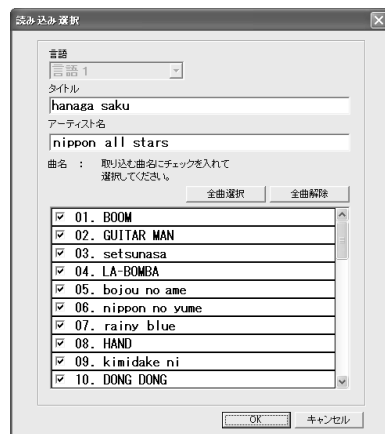 読み込み選択
言語
言語 1
タイトル
hanaga saku
アーティスト名
nippon all stars
曲名 : 取り込む曲名にチェックを入れて
選択してください。
全曲選択 全曲解除
01. BOOM
02. GUITAR MAN
03. setsunasa
04. LA-BOMBA
05. bojou no ame
06. nippon no yume
07. rainy blue
08. HAND
09. kimidake ni
10. DONG DONG
OK キャンセル